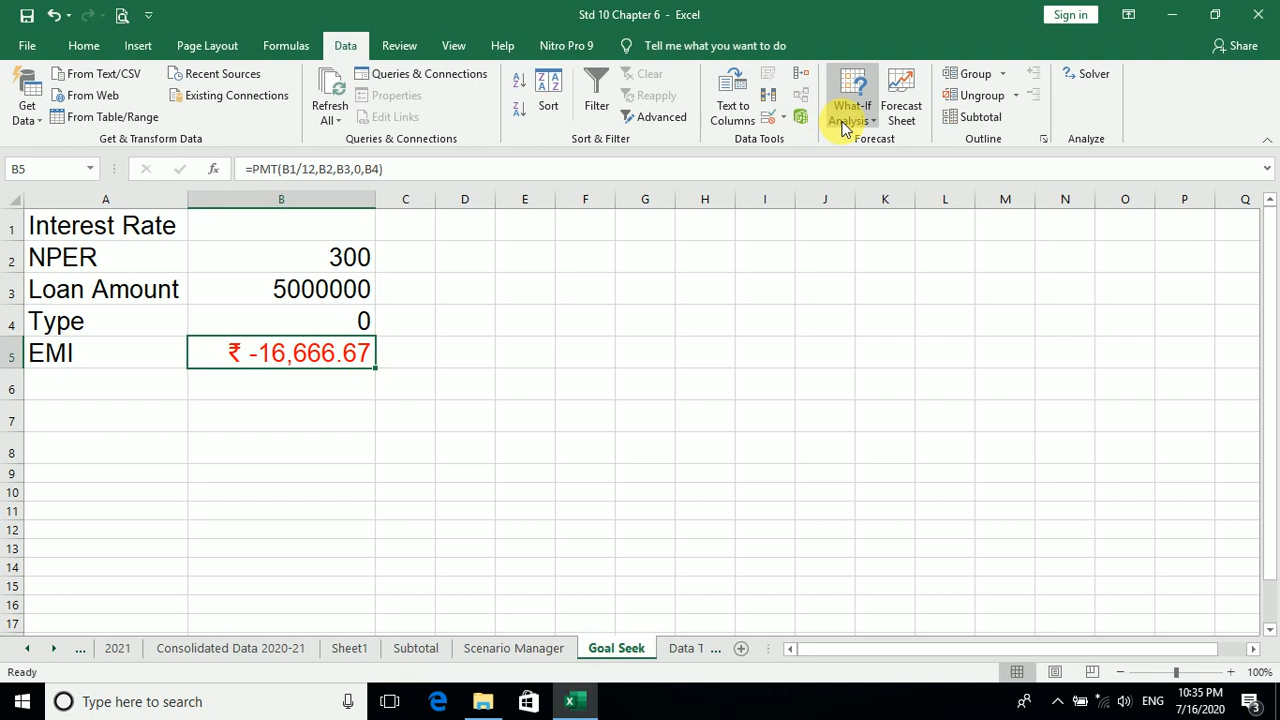 Std 10 Chapter 6 - Excel
Sign in
File Home Insert Page Layout Formulas Data Review View Help Nitro Pro 9 Tell me what you want to do Share
Get Data
From Text/CSV
From Web
From Table/Range
Recent Sources
Existing Connections
Get & Transform Data
Refresh All
Queries & Connections
Properties
Edit Links
Queries & Connections
Sort
Filter
Clear
Reapply
Advanced
Sort & Filter
Text to Columns
Data Tools
What-If Analysis
Forecast Sheet
Forecast
Group
Ungroup
Subtotal
Outline
Solver
Analyze
B5 fx =PMT(B1/12,B2,B3,0,B4)
A B C D E F G H I J K L M N O P Q
1 Interest Rate
2 NPER 300
3 Loan Amount 5000000
4 Type 0
5 EMI ₹ -16,666.67
6
7
8
9
10
11
12
13
14
15
16
17
... 2021 Consolidated Data 2020-21 Sheet1 Subtotal Scenario Manager Goal Seek Data T ...
Ready 100%
Type here to search
ENG
10:35 PM
7/16/2020
3